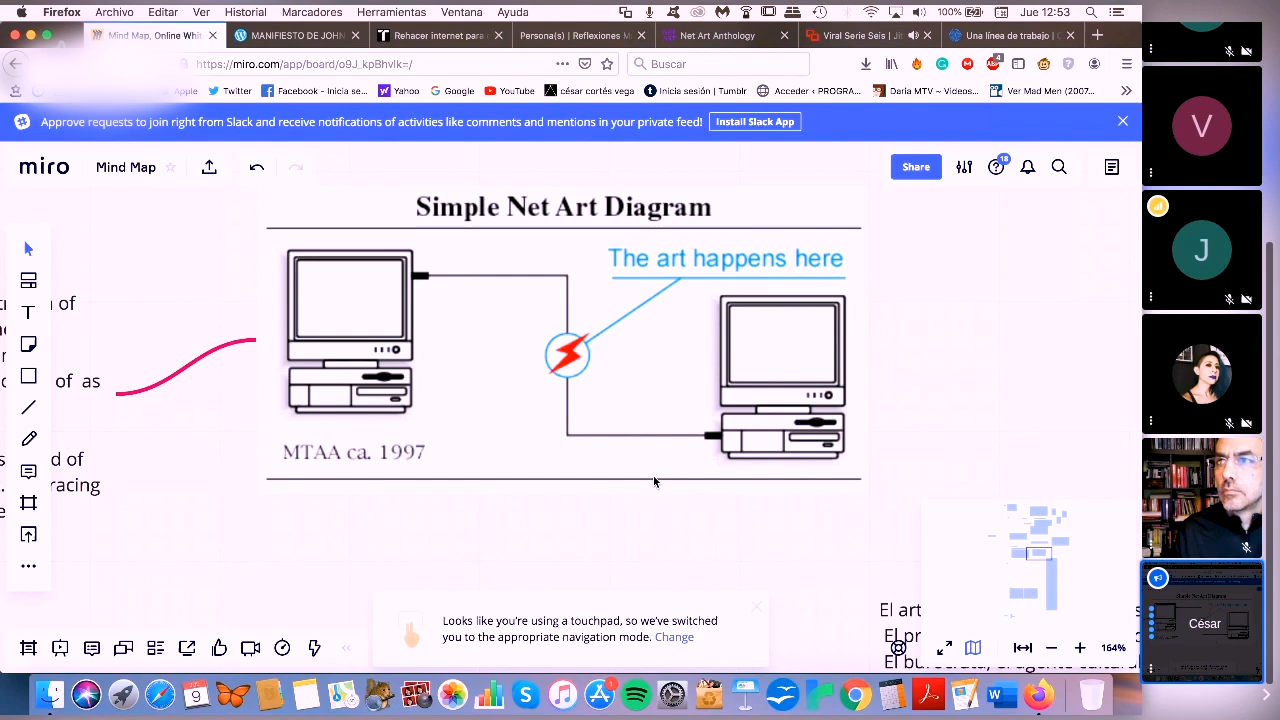 Firefox Archivo Editar Ver Historial Marcadores Herramientas Ventana Ayuda 100% Jue 12:53
Mind Map, Online Whit MANIFIESTO DE JOHN Rehacer internet para Persona(s) | Reflexiones M Net Art Anthology Viral Serie Seis | Jit Una línea de trabajo | C
https://miro.com/app/board/o9J_kpBhvlk=/ Buscar
Apple Twitter Facebook - Inicia se... Yahoo Google YouTube césar cortés vega Inicia sesión | Tumblr Acceder ‹ PROGRA... Daria MTV ~ Videos... Ver Mad Men (2007...
Approve requests to join right from Slack and receive notifications of activities like comments and mentions in your private feed! Install Slack App
miro Mind Map Share 18
Simple Net Art Diagram
The art happens here
MTAA ca. 1997
of
of as
d of
racing
El art
El pr
El bu
Looks like you're using a touchpad, so we've switched
you to the appropriate navigation mode. Change
164%
V
J
César